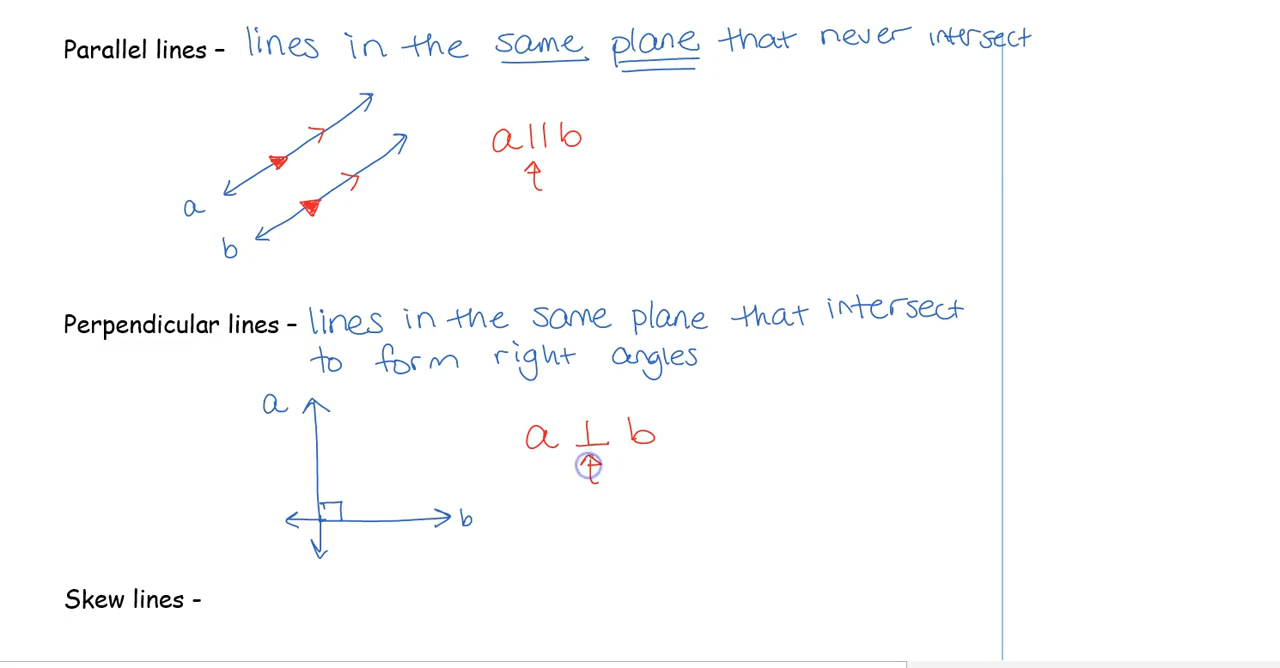 Parallel lines - lines in the same plane that never intersect
a || b
a
b
Perpendicular lines - lines in the same plane that intersect
to form right angles
a
a ⊥ b
b
Skew lines -